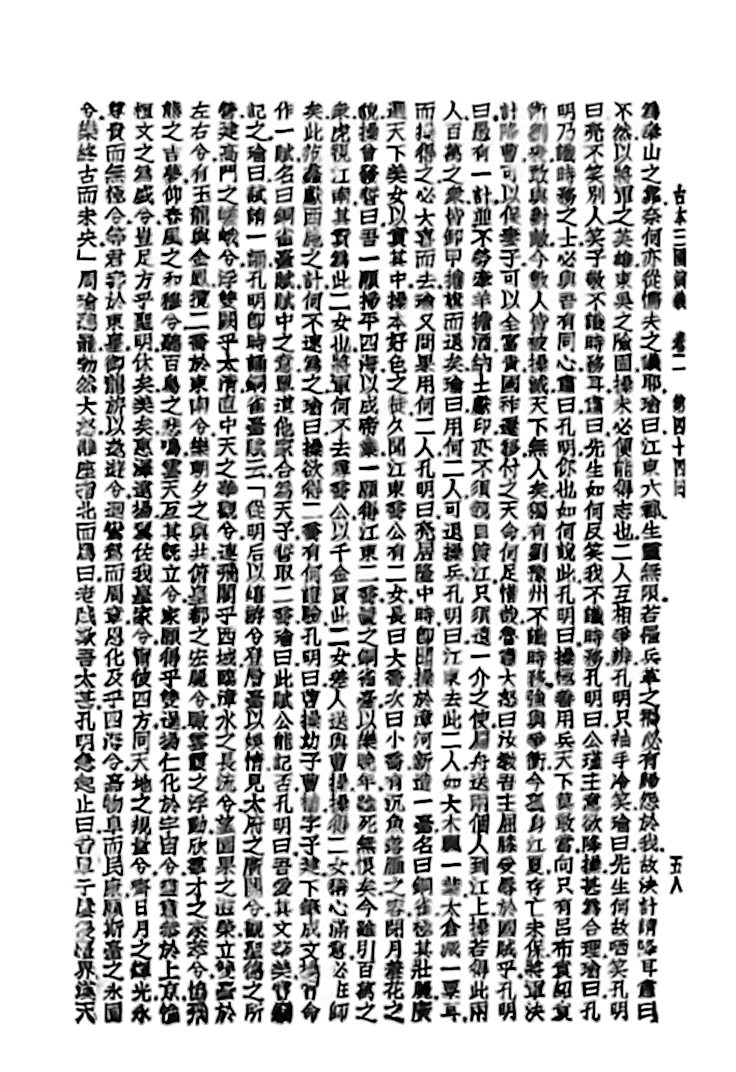 古本三國演義　卷二　第四十四回　五八
爲泰山之靠奈何亦從懦夫之議耶瑜曰江東六郡生靈無限若罹兵革之禍必有歸怨於我故決計請降耳肅曰
不然以將軍之英雄東吳之險固操未必便能得志也二人互相爭辨孔明只袖手冷笑瑜曰先生何故哂笑孔明
曰亮不笑別人笑子敬不識時務耳肅曰先生如何反笑我不識時務孔明曰公瑾主意欲降操甚爲合理瑜曰孔
明乃識時務之士必與吾有同心肅曰孔明你也如何說此孔明曰操極善用兵天下莫敢當向只有呂布袁紹袁
術劉表敢與對敵今數人皆被操滅天下無人矣獨有劉豫州不識時務強與爭衡今孤身江夏存亡未保將軍決
計降曹可以保妻子可以全富貴國祚遷移付之天命何足惜哉魯肅大怒曰汝敎吾主屈膝受辱於國賊乎孔明
曰愚有一計並不勞牽羊擔酒納土獻印亦不須親自渡江只須遣一介之使扁舟送兩個人到江上操若得此兩
人百萬之衆皆卸甲捲旗而退矣瑜曰用何二人可退操兵孔明曰江東去此二人如大木飄一葉太倉減一粟耳
而操得之必大喜而去瑜又問果用何二人孔明曰亮居隆中時卽聞操於漳河新造一臺名曰銅雀極其壯麗廣
選天下美女以實其中操本好色之徒久聞江東喬公有二女長曰大喬次曰小喬有沉魚落雁之容閉月羞花之
貌操曾發誓曰吾一願掃平四海以成帝業一願得江東二喬置之銅雀臺以樂晚年雖死無恨矣今雖引百萬之
衆虎視江南其實爲此二女也將軍何不去尋喬公以千金買此二女差人送與曹操操得二女稱心滿意必班師
矣此范蠡獻西施之計何不速爲之瑜曰操欲得二喬有何證驗孔明曰曹操幼子曹植字子建下筆成文操嘗命
作一賦名曰銅雀臺賦賦中之意單道他家合爲天子誓取二喬瑜曰此賦公能記否孔明曰吾愛其文華美嘗竊
記之瑜曰試請一誦孔明卽時誦銅雀臺賦云「從明后以嬉游兮登層臺以娛情見太府之廣開兮觀聖德之所
營建高門之嵯峨兮浮雙闕乎太淸立中天之華觀兮連飛閣乎西城臨漳水之長流兮望園果之滋榮立雙臺於
左右兮有玉龍與金鳳攬二喬於東南兮樂朝夕之與共俯皇都之宏麗兮瞰雲霞之浮動欣羣才之來萃兮協飛
熊之吉夢仰春風之和穆兮聽百鳥之悲鳴雲天亙其旣立兮家願得乎雙逞揚仁化於宇宙兮盡肅恭於上京惟
桓文之爲盛兮豈足方乎聖明休矣美矣惠澤遠揚翼佐我皇家兮寧彼四方同天地之規量兮齊日月之輝光永
尊貴而無極兮等君壽於東皇御龍旂以遨遊兮迴鸞駕而周章恩化及乎四海兮嘉物阜而民康願斯臺之永固
兮樂終古而未央」周瑜聽罷勃然大怒離座指北而罵曰老賊欺吾太甚孔明急起止曰昔單于屢侵疆界漢天